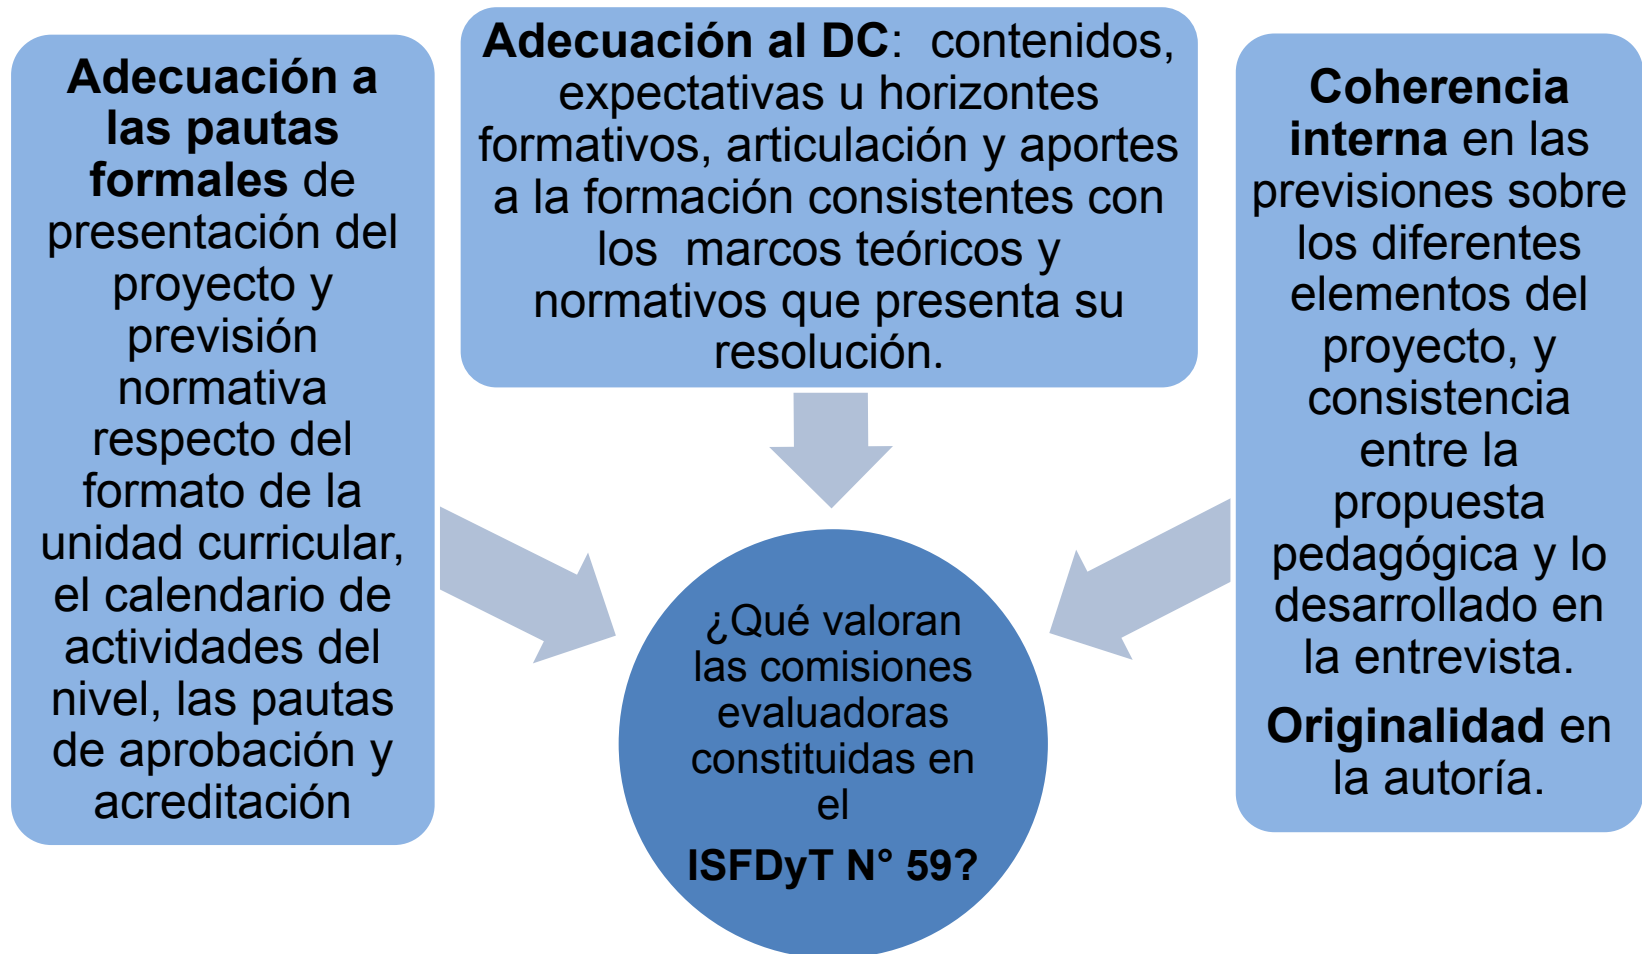 Adecuación a
las pautas
formales de
presentación del
proyecto y
previsión
normativa
respecto del
formato de la
unidad curricular,
el calendario de
actividades del
nivel, las pautas
de aprobación y
acreditación
Adecuación al DC:  contenidos,
expectativas u horizontes
formativos, articulación y aportes
a la formación consistentes con
los  marcos teóricos y
normativos que presenta su
resolución.
Coherencia
interna en las
previsiones sobre
los diferentes
elementos del
proyecto, y
consistencia
entre la
propuesta
pedagógica y lo
desarrollado en
la entrevista.
Originalidad en
la autoría.
¿Qué valoran
las comisiones
evaluadoras
constituidas en
el
ISFDyT N° 59?